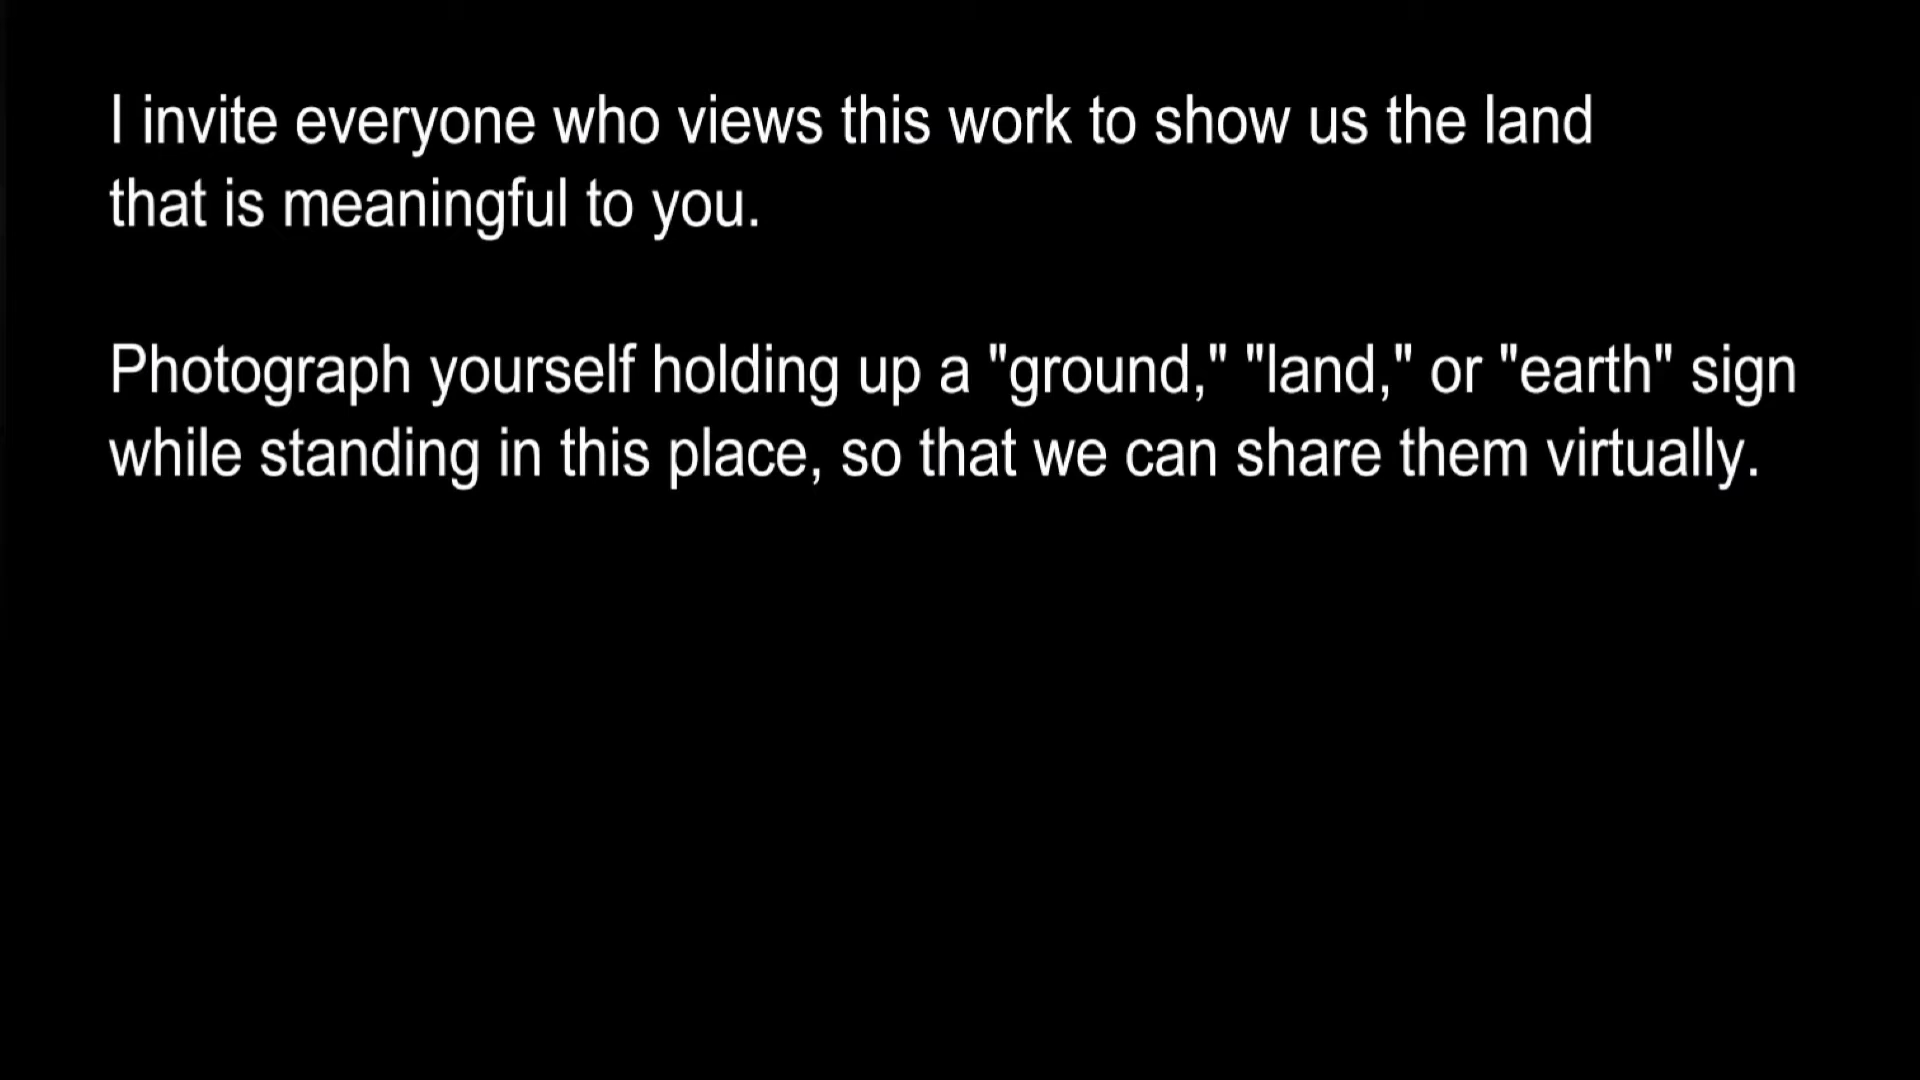 I invite everyone who views this work to show us the land
that is meaningful to you.
Photograph yourself holding up a "ground," "land," or "earth" sign
while standing in this place, so that we can share them virtually.